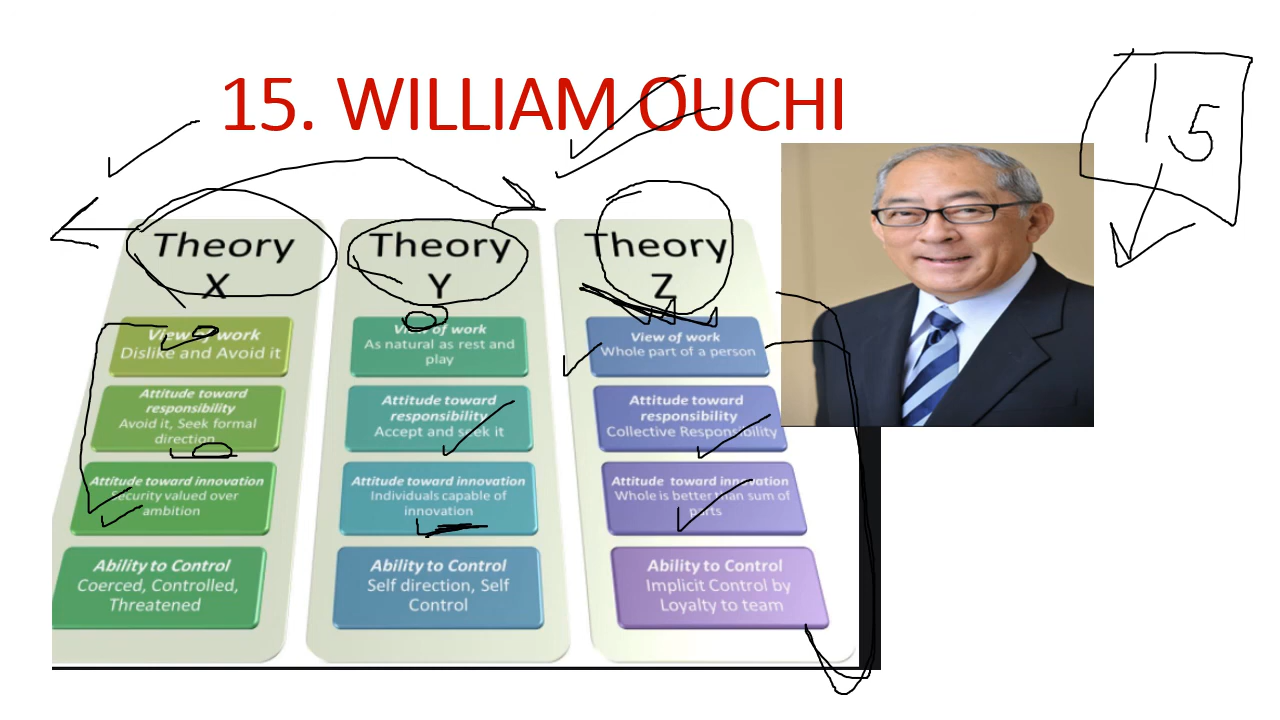 15. WILLIAM OUCHI
15
Theory
X
View of work
Dislike and Avoid it
Attitude toward
responsibility
Avoid it, Seek formal
direction
Attitude toward innovation
Security valued over
ambition
Ability to Control
Coerced, Controlled,
Threatened
Theory
Y
View of work
As natural as rest and
play
Attitude toward
responsibility
Accept and seek it
Attitude toward innovation
Individuals capable of
innovation
Ability to Control
Self direction, Self
Control
Theory
Z
View of work
Whole part of a person
Attitude toward
responsibility
Collective Responsibility
Attitude toward innovation
Whole is better than sum of
parts
Ability to Control
Implicit Control by
Loyalty to team